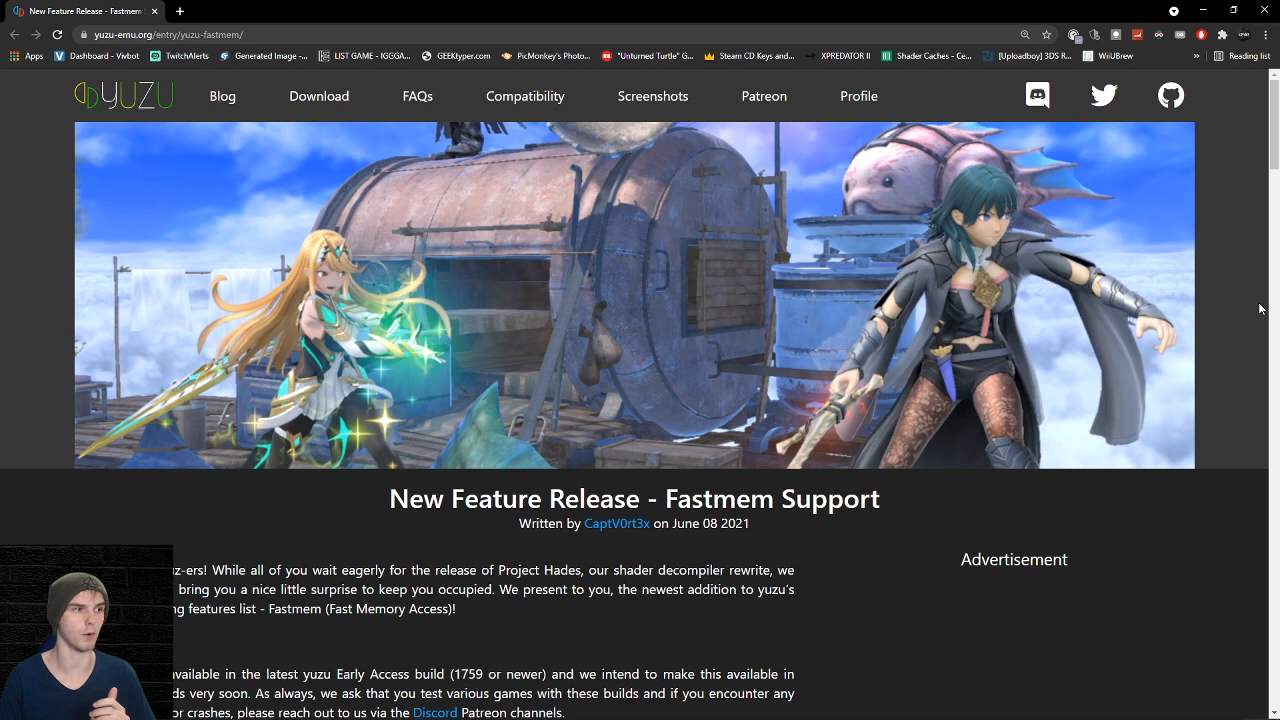 New Feature Release - Fastmem
yuzu-emu.org/entry/yuzu-fastmem/
Apps Dashboard - Vivbot TwitchAlerts Generated Image -... LIST GAME - IGGGA... GEEKtyper.com PicMonkey's Photo... "Unturned Turtle" G... Steam CD Keys and... XPREDATOR II Shader Caches - Ce... [Uploadboy] 3DS R... WiiUBrew » Reading list
YUZU Blog Download FAQs Compatibility Screenshots Patreon Profile
New Feature Release - Fastmem Support
Written by CaptV0rt3x on June 08 2021
Advertisement
z-ers! While all of you wait eagerly for the release of Project Hades, our shader decompiler rewrite, we
bring you a nice little surprise to keep you occupied. We present to you, the newest addition to yuzu's
g features list - Fastmem (Fast Memory Access)!
vailable in the latest yuzu Early Access build (1759 or newer) and we intend to make this available in
ds very soon. As always, we ask that you test various games with these builds and if you encounter any
or crashes, please reach out to us via the Discord Patreon channels.